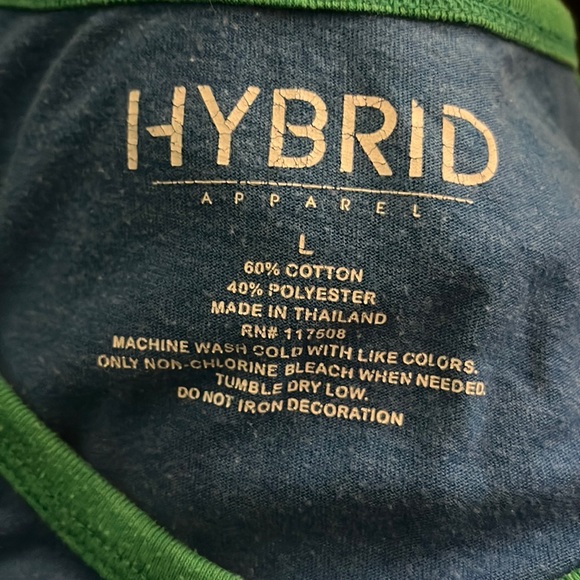 HYBRID
APPAREL
L
60% COTTON
40% POLYESTER
MADE IN THAILAND
RN# 117508
MACHINE WASH COLD WITH LIKE COLORS.
ONLY NON-CHLORINE BLEACH WHEN NEEDED.
TUMBLE DRY LOW.
DO NOT IRON DECORATION